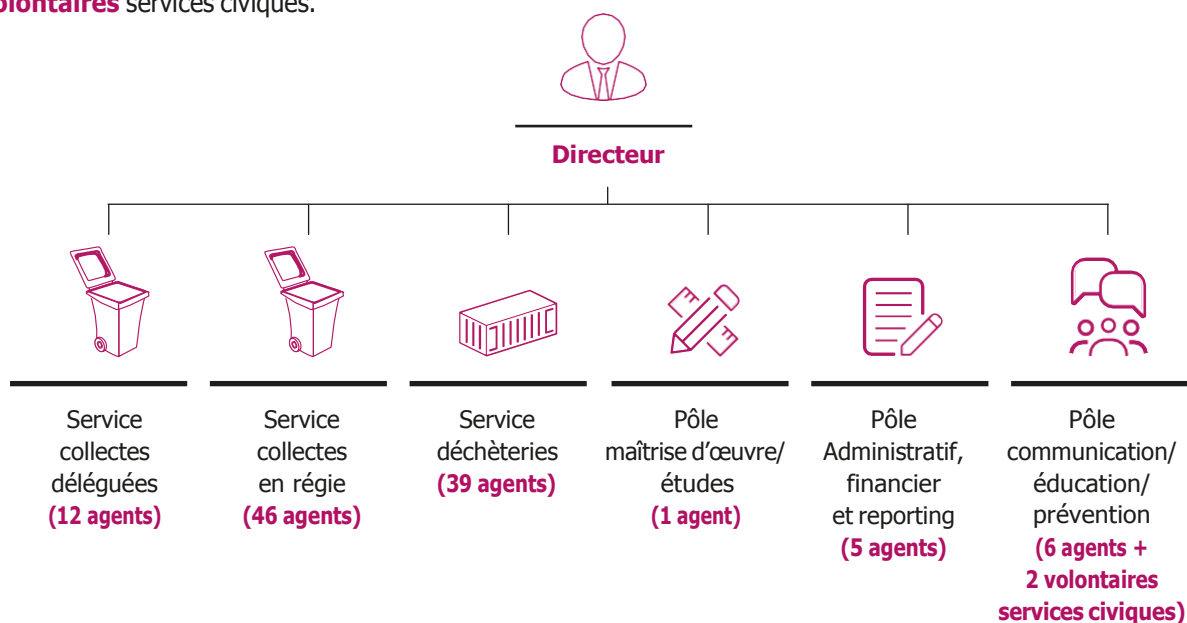 volontaires services civiques.
Directeur
Service
collectes
déléguées
(12 agents)
Service
collectes
en régie
(46 agents)
Service
déchèteries
(39 agents)
Pôle
maîtrise d'œuvre/
études
(1 agent)
Pôle
Administratif,
financier
et reporting
(5 agents)
Pôle
communication/
éducation/
prévention
(6 agents +
2 volontaires
services civiques)